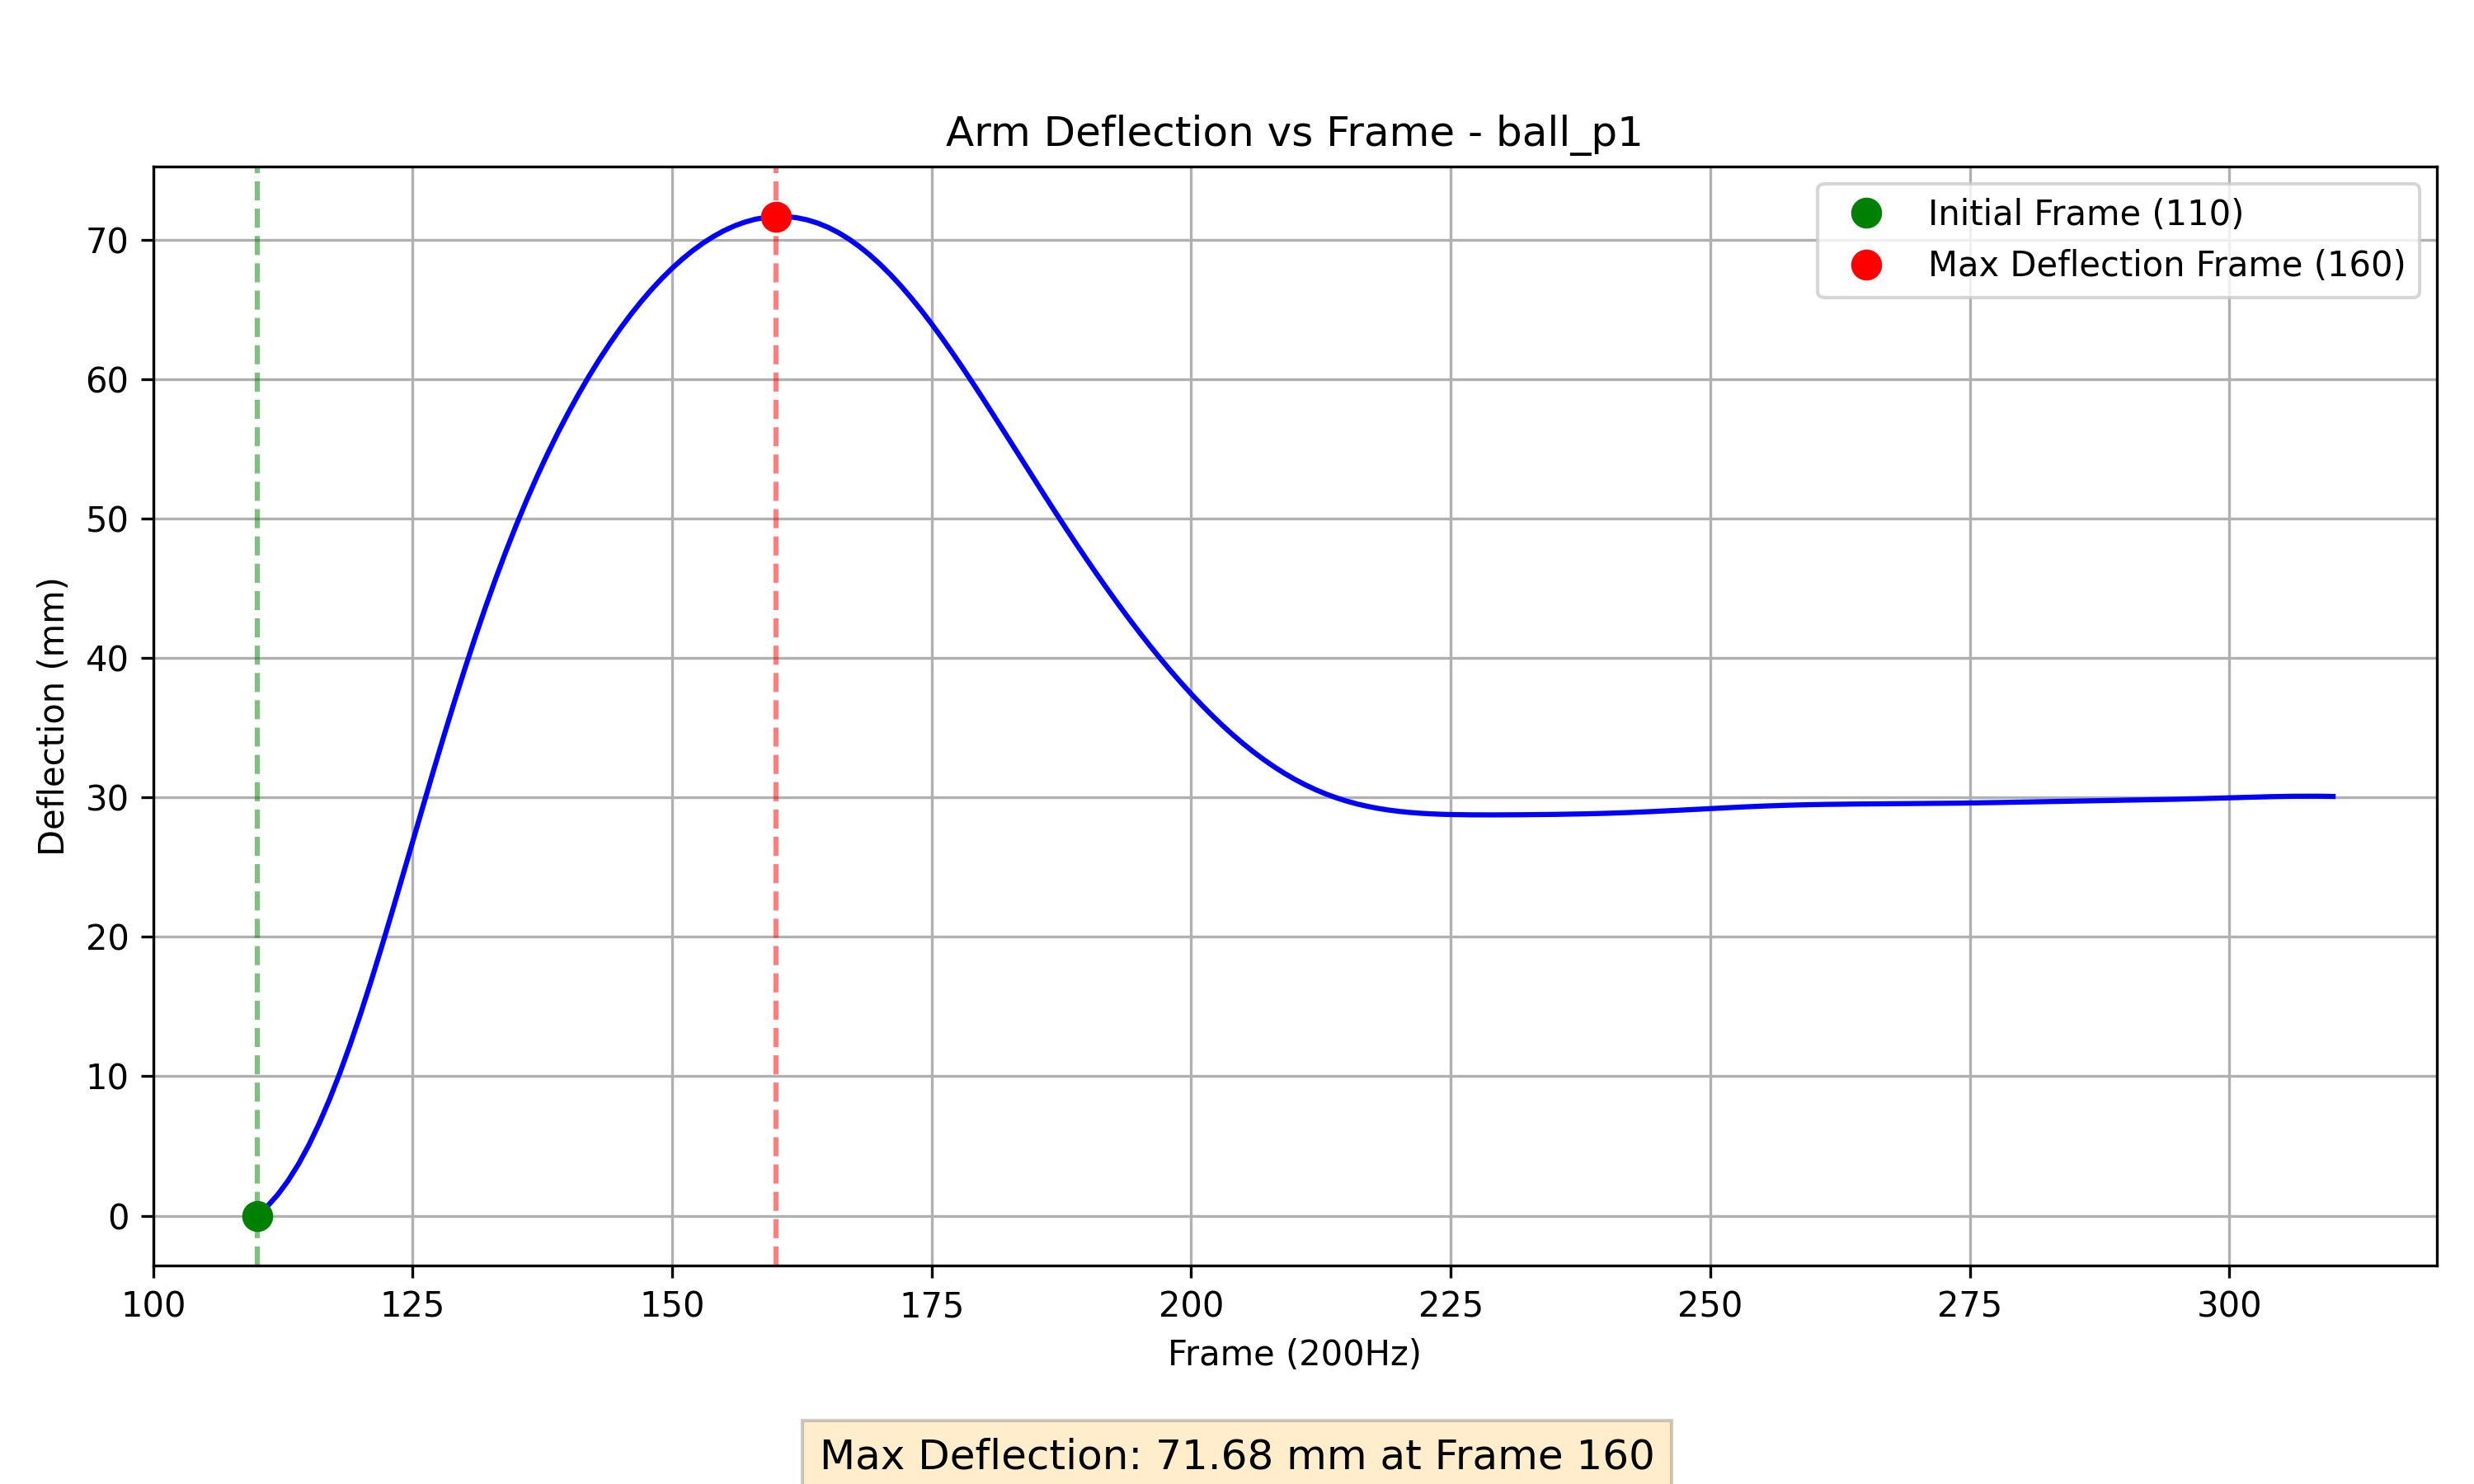 Arm Deflection vs Frame - ball_p1
Initial Frame (110)
Max Deflection Frame (160)
Deflection (mm)
70
60
50
40
30
20
10
0
100 125 150 175 200 225 250 275 300
Frame (200Hz)
Max Deflection: 71.68 mm at Frame 160